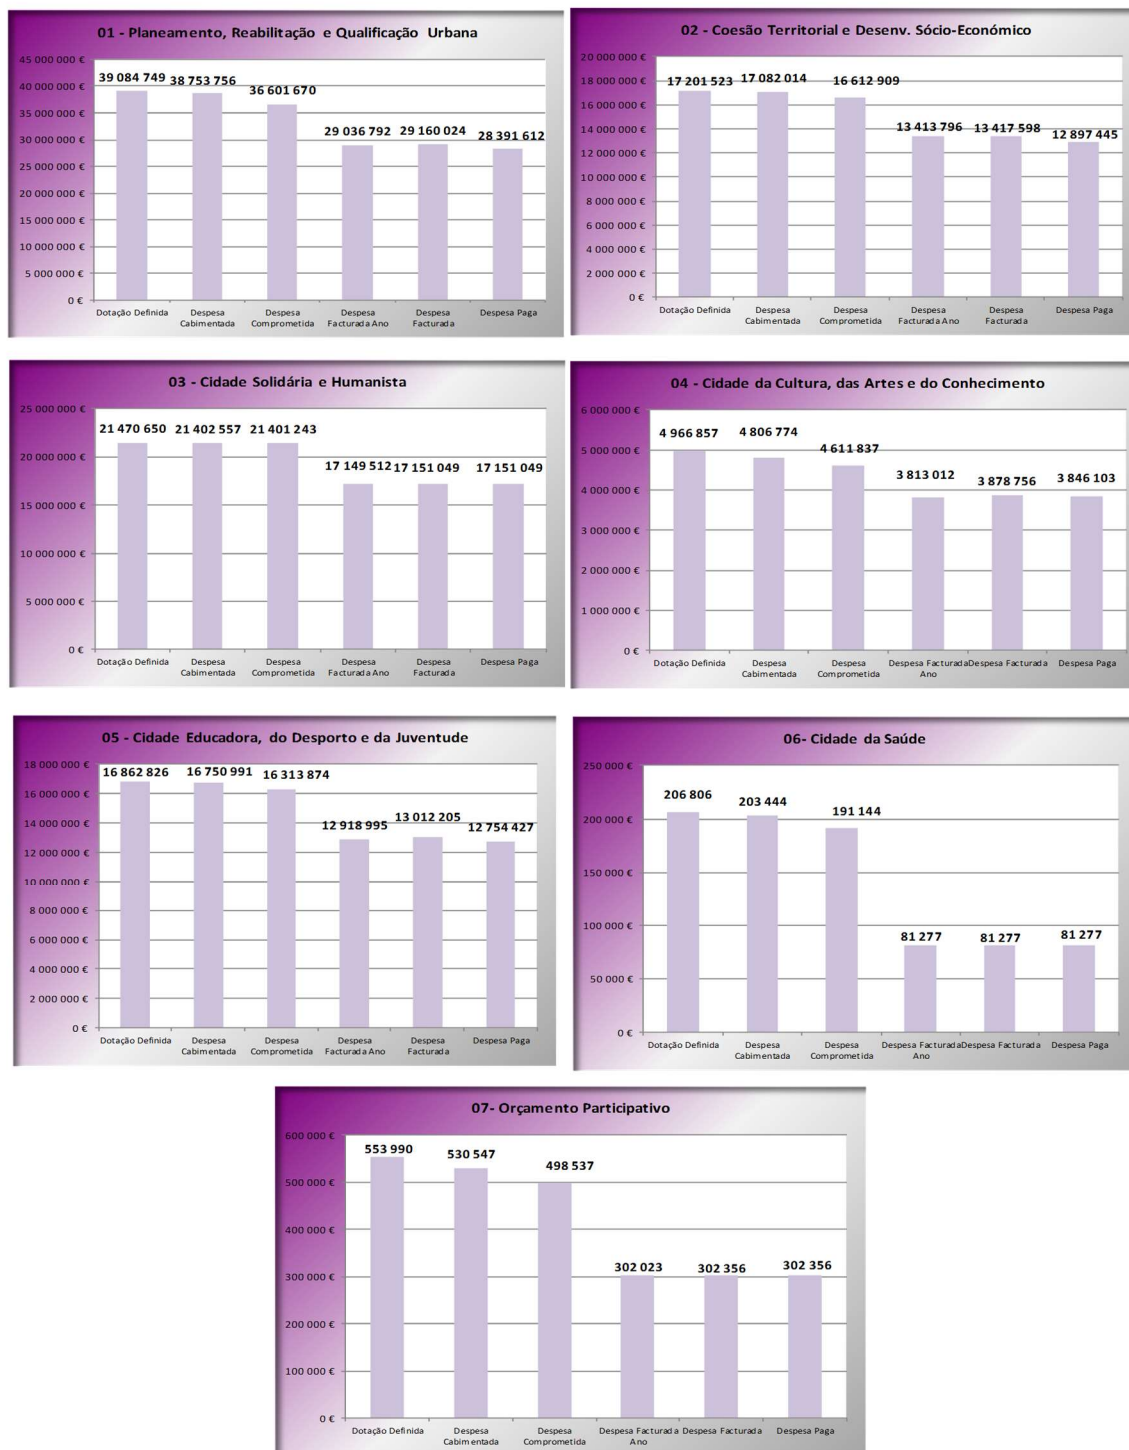 01 - Planeamento, Reabilitação e Qualificação Urbana
45 000 000 €
40 000 000 €
35 000 000 €
30 000 000 €
25 000 000 €
20 000 000 €
15 000 000 €
10 000 000 €
5 000 000 €
0 €
39 084 749 38 753 756 36 601 670 29 036 792 29 160 024 28 391 612
Dotação Definida Despesa Cabimentada Despesa Comprometida Despesa Facturada Ano Despesa Facturada Despesa Paga
02 - Coesão Territorial e Desenv. Sócio-Económico
20 000 000 €
18 000 000 €
16 000 000 €
14 000 000 €
12 000 000 €
10 000 000 €
8 000 000 €
6 000 000 €
4 000 000 €
2 000 000 €
0 €
17 201 523 17 082 014 16 612 909 13 413 796 13 417 598 12 897 445
Dotação Definida Despesa Cabimentada Despesa Comprometida Despesa Facturada Ano Despesa Facturada Despesa Paga
03 - Cidade Solidária e Humanista
25 000 000 €
20 000 000 €
15 000 000 €
10 000 000 €
5 000 000 €
0 €
21 470 650 21 402 557 21 401 243 17 149 512 17 151 049 17 151 049
Dotação Definida Despesa Cabimentada Despesa Comprometida Despesa Facturada Ano Despesa Facturada Despesa Paga
04 - Cidade da Cultura, das Artes e do Conhecimento
6 000 000 €
5 000 000 €
4 000 000 €
3 000 000 €
2 000 000 €
1 000 000 €
0 €
4 966 857 4 806 774 4 611 837 3 813 012 3 878 756 3 846 103
Dotação Definida Despesa Cabimentada Despesa Comprometida Despesa Facturada Ano Despesa Facturada Despesa Paga
05 - Cidade Educadora, do Desporto e da Juventude
18 000 000 €
16 000 000 €
14 000 000 €
12 000 000 €
10 000 000 €
8 000 000 €
6 000 000 €
4 000 000 €
2 000 000 €
0 €
16 862 826 16 750 991 16 313 874 12 918 995 13 012 205 12 754 427
Dotação Definida Despesa Cabimentada Despesa Comprometida Despesa Facturada Ano Despesa Facturada Despesa Paga
06- Cidade da Saúde
250 000 €
200 000 €
150 000 €
100 000 €
50 000 €
0 €
206 806 203 444 191 144 81 277 81 277 81 277
Dotação Definida Despesa Cabimentada Despesa Comprometida Despesa Facturada Ano Despesa Facturada Despesa Paga
07- Orçamento Participativo
600 000 €
500 000 €
400 000 €
300 000 €
200 000 €
100 000 €
0 €
553 990 530 547 498 537 302 023 302 356 302 356
Dotação Definida Despesa Cabimentada Despesa Comprometida Despesa Facturada Ano Despesa Facturada Despesa Paga